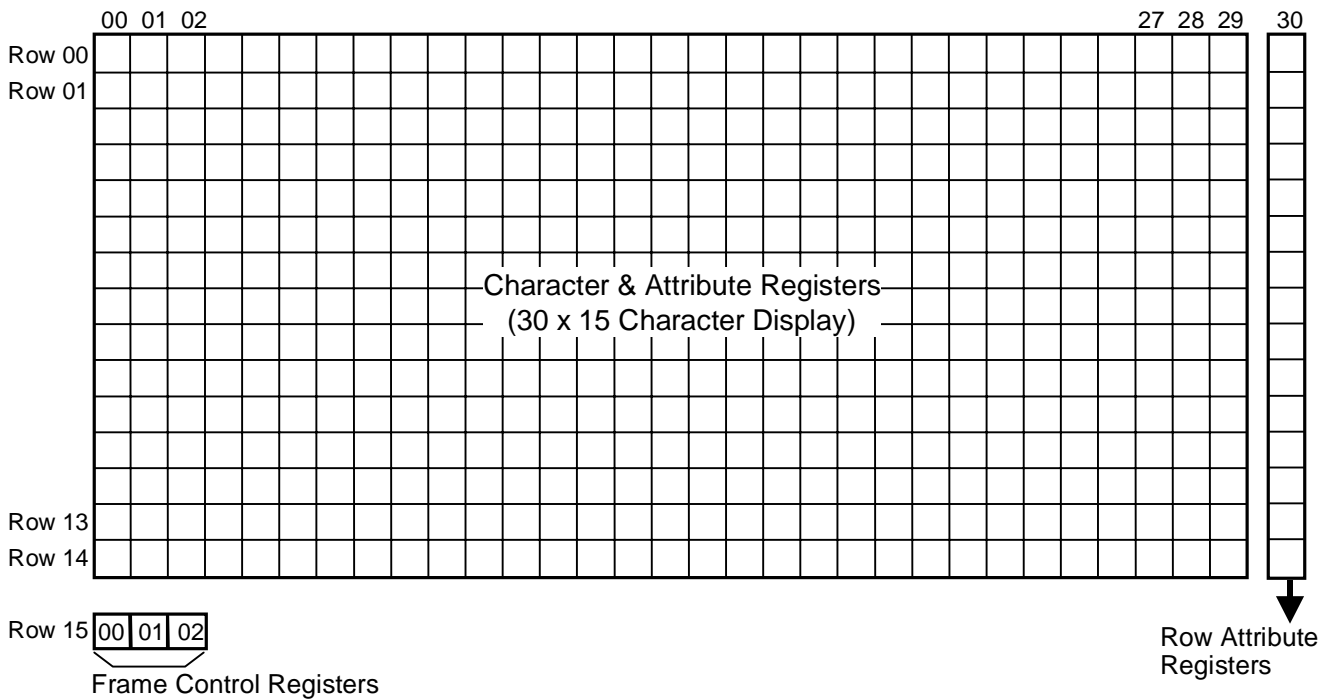 00 01 02 27 28 29 30
Row 00
Row 01
Character & Attribute Registers
(30 x 15 Character Display)
Row 13
Row 14
Row 15 00 01 02
Frame Control Registers
Row Attribute
Registers